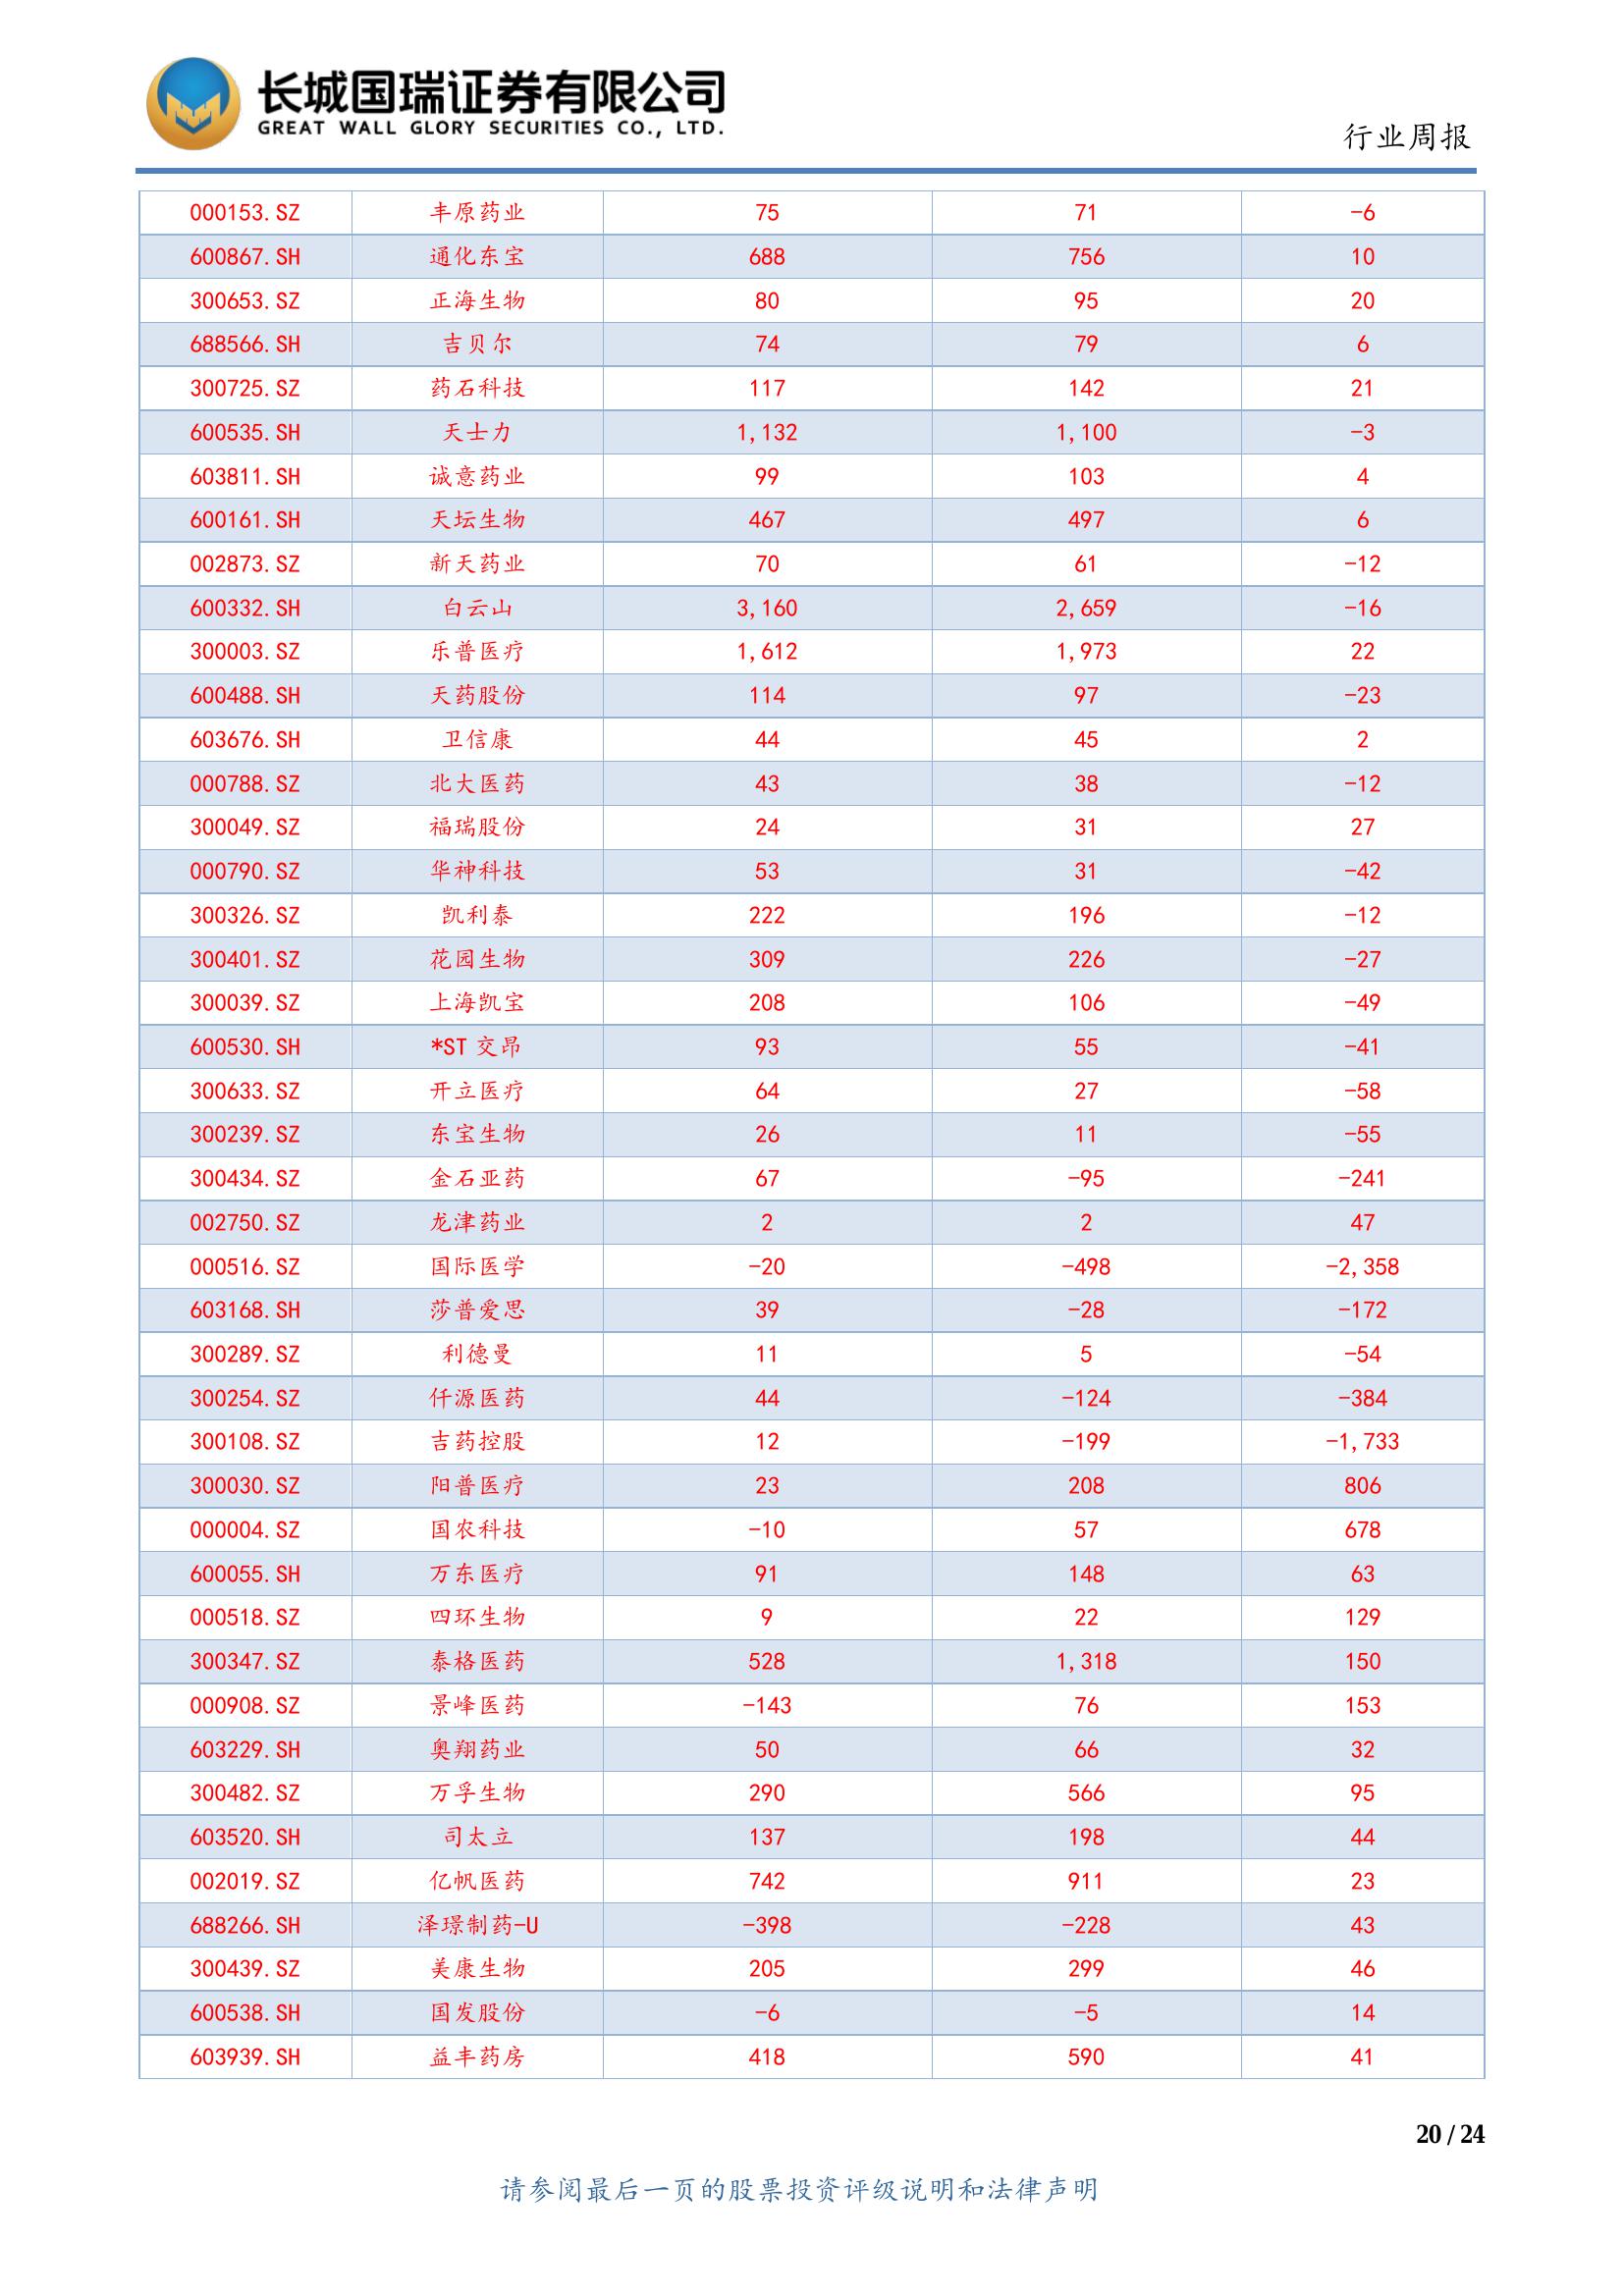 长城国瑞证券有限公司
GREAT WALL GLORY SECURITIES CO., LTD.
行业周报
000153.SZ 丰原药业 75 71 -6
600867.SH 通化东宝 688 756 10
300653.SZ 正海生物 80 95 20
688566.SH 吉贝尔 74 79 6
300725.SZ 药石科技 117 142 21
600535.SH 天士力 1,132 1,100 -3
603811.SH 诚意药业 99 103 4
600161.SH 天坛生物 467 497 6
002873.SZ 新天药业 70 61 -12
600332.SH 白云山 3,160 2,659 -16
300003.SZ 乐普医疗 1,612 1,973 22
600488.SH 天药股份 114 97 -23
603676.SH 卫信康 44 45 2
000788.SZ 北大医药 43 38 -12
300049.SZ 福瑞股份 24 31 27
000790.SZ 华神科技 53 31 -42
300326.SZ 凯利泰 222 196 -12
300401.SZ 花园生物 309 226 -27
300039.SZ 上海凯宝 208 106 -49
600530.SH *ST 交昂 93 55 -41
300633.SZ 开立医疗 64 27 -58
300239.SZ 东宝生物 26 11 -55
300434.SZ 金石亚药 67 -95 -241
002750.SZ 龙津药业 2 2 47
000516.SZ 国际医学 -20 -498 -2,358
603168.SH 莎普爱思 39 -28 -172
300289.SZ 利德曼 11 5 -54
300254.SZ 仟源医药 44 -124 -384
300108.SZ 吉药控股 12 -199 -1,733
300030.SZ 阳普医疗 23 208 806
000004.SZ 国农科技 -10 57 678
600055.SH 万东医疗 91 148 63
000518.SZ 四环生物 9 22 129
300347.SZ 泰格医药 528 1,318 150
000908.SZ 景峰医药 -143 76 153
603229.SH 奥翔药业 50 66 32
300482.SZ 万孚生物 290 566 95
603520.SH 司太立 137 198 44
002019.SZ 亿帆医药 742 911 23
688266.SH 泽璟制药-U -398 -228 43
300439.SZ 美康生物 205 299 46
600538.SH 国发股份 -6 -5 14
603939.SH 益丰药房 418 590 41
20 / 24
请参阅最后一页的股票投资评级说明和法律声明